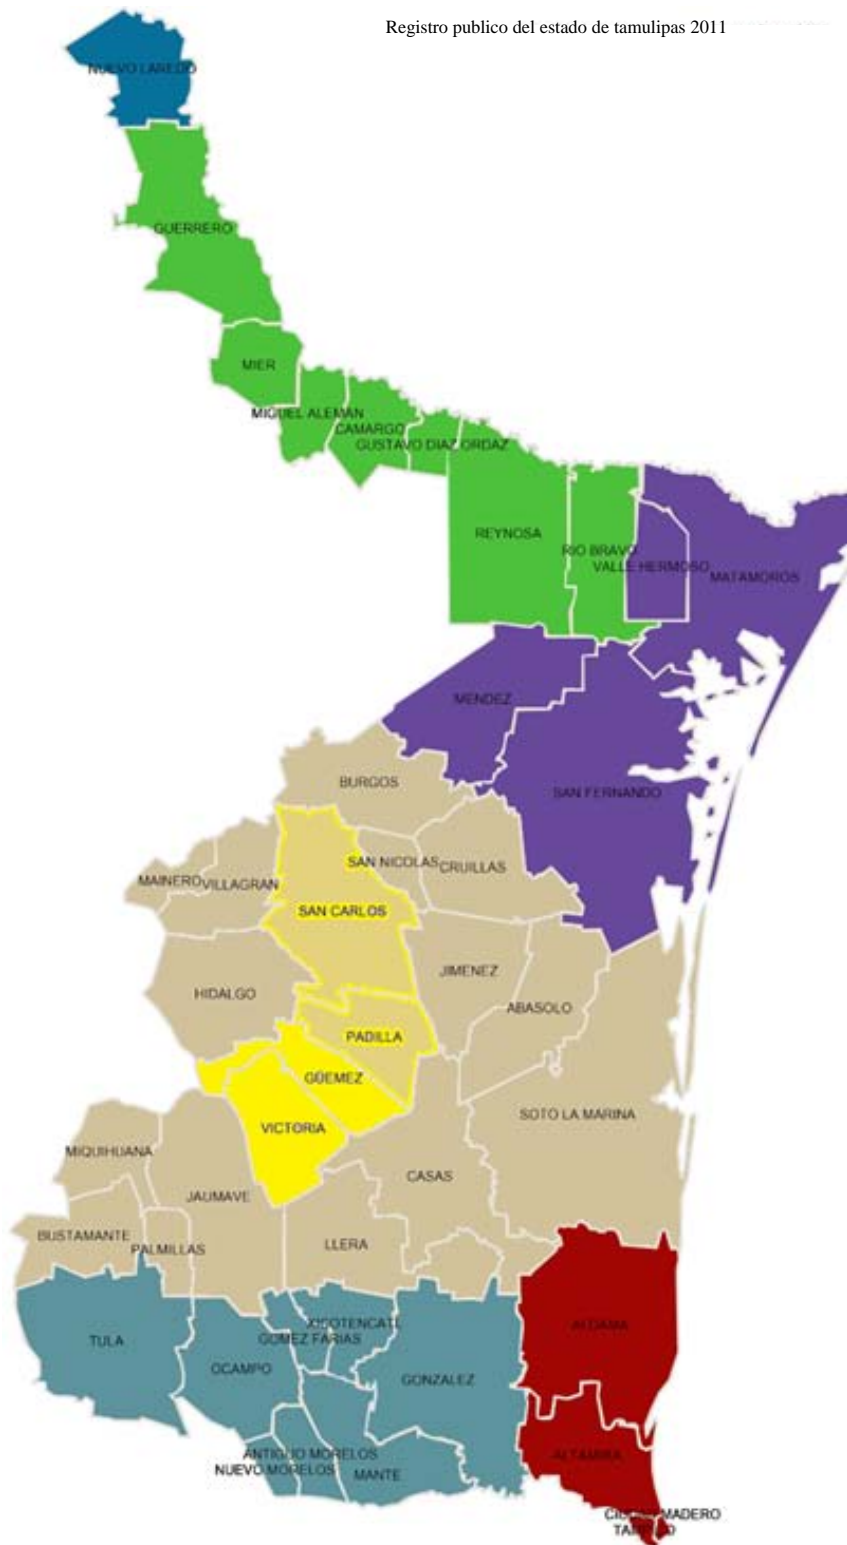 Registro publico del estado de tamulipas 2011
NUEVO LAREDO
GUERRERO
MIER
MIGUEL ALEMAN
CAMARGO
GUSTAVO DIAZ ORDAZ
REYNOSA
RIO BRAVO
VALLE HERMOSO
MATAMOROS
MENDEZ
SAN FERNANDO
BURGOS
SAN NICOLAS
CRUILLAS
MAINERO
VILLAGRAN
SAN CARLOS
HIDALGO
JIMENEZ
ABASOLO
PADILLA
GÜEMEZ
SOTO LA MARINA
VICTORIA
MIQUIHUANA
CASAS
JAUMAVE
BUSTAMANTE
PALMILLAS
LLERA
XICOTENCATL
ALDAMA
TULA
GOMEZ FARIAS
OCAMPO
GONZALEZ
ANTIGUO MORELOS
NUEVO MORELOS
MANTE
ALTAMIRA
CIUDAD MADERO
TAMPICO